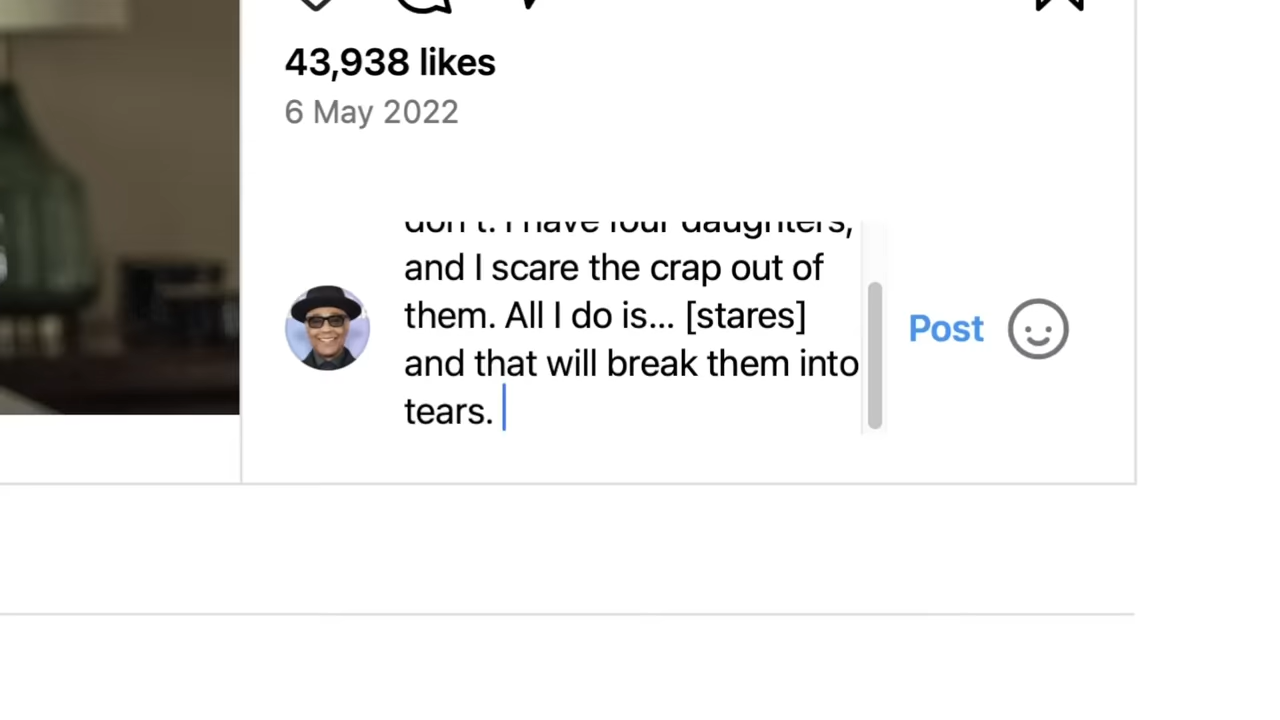 43,938 likes
6 May 2022
don't. I have four daughters,
and I scare the crap out of
them. All I do is... [stares]
and that will break them into
tears.
Post